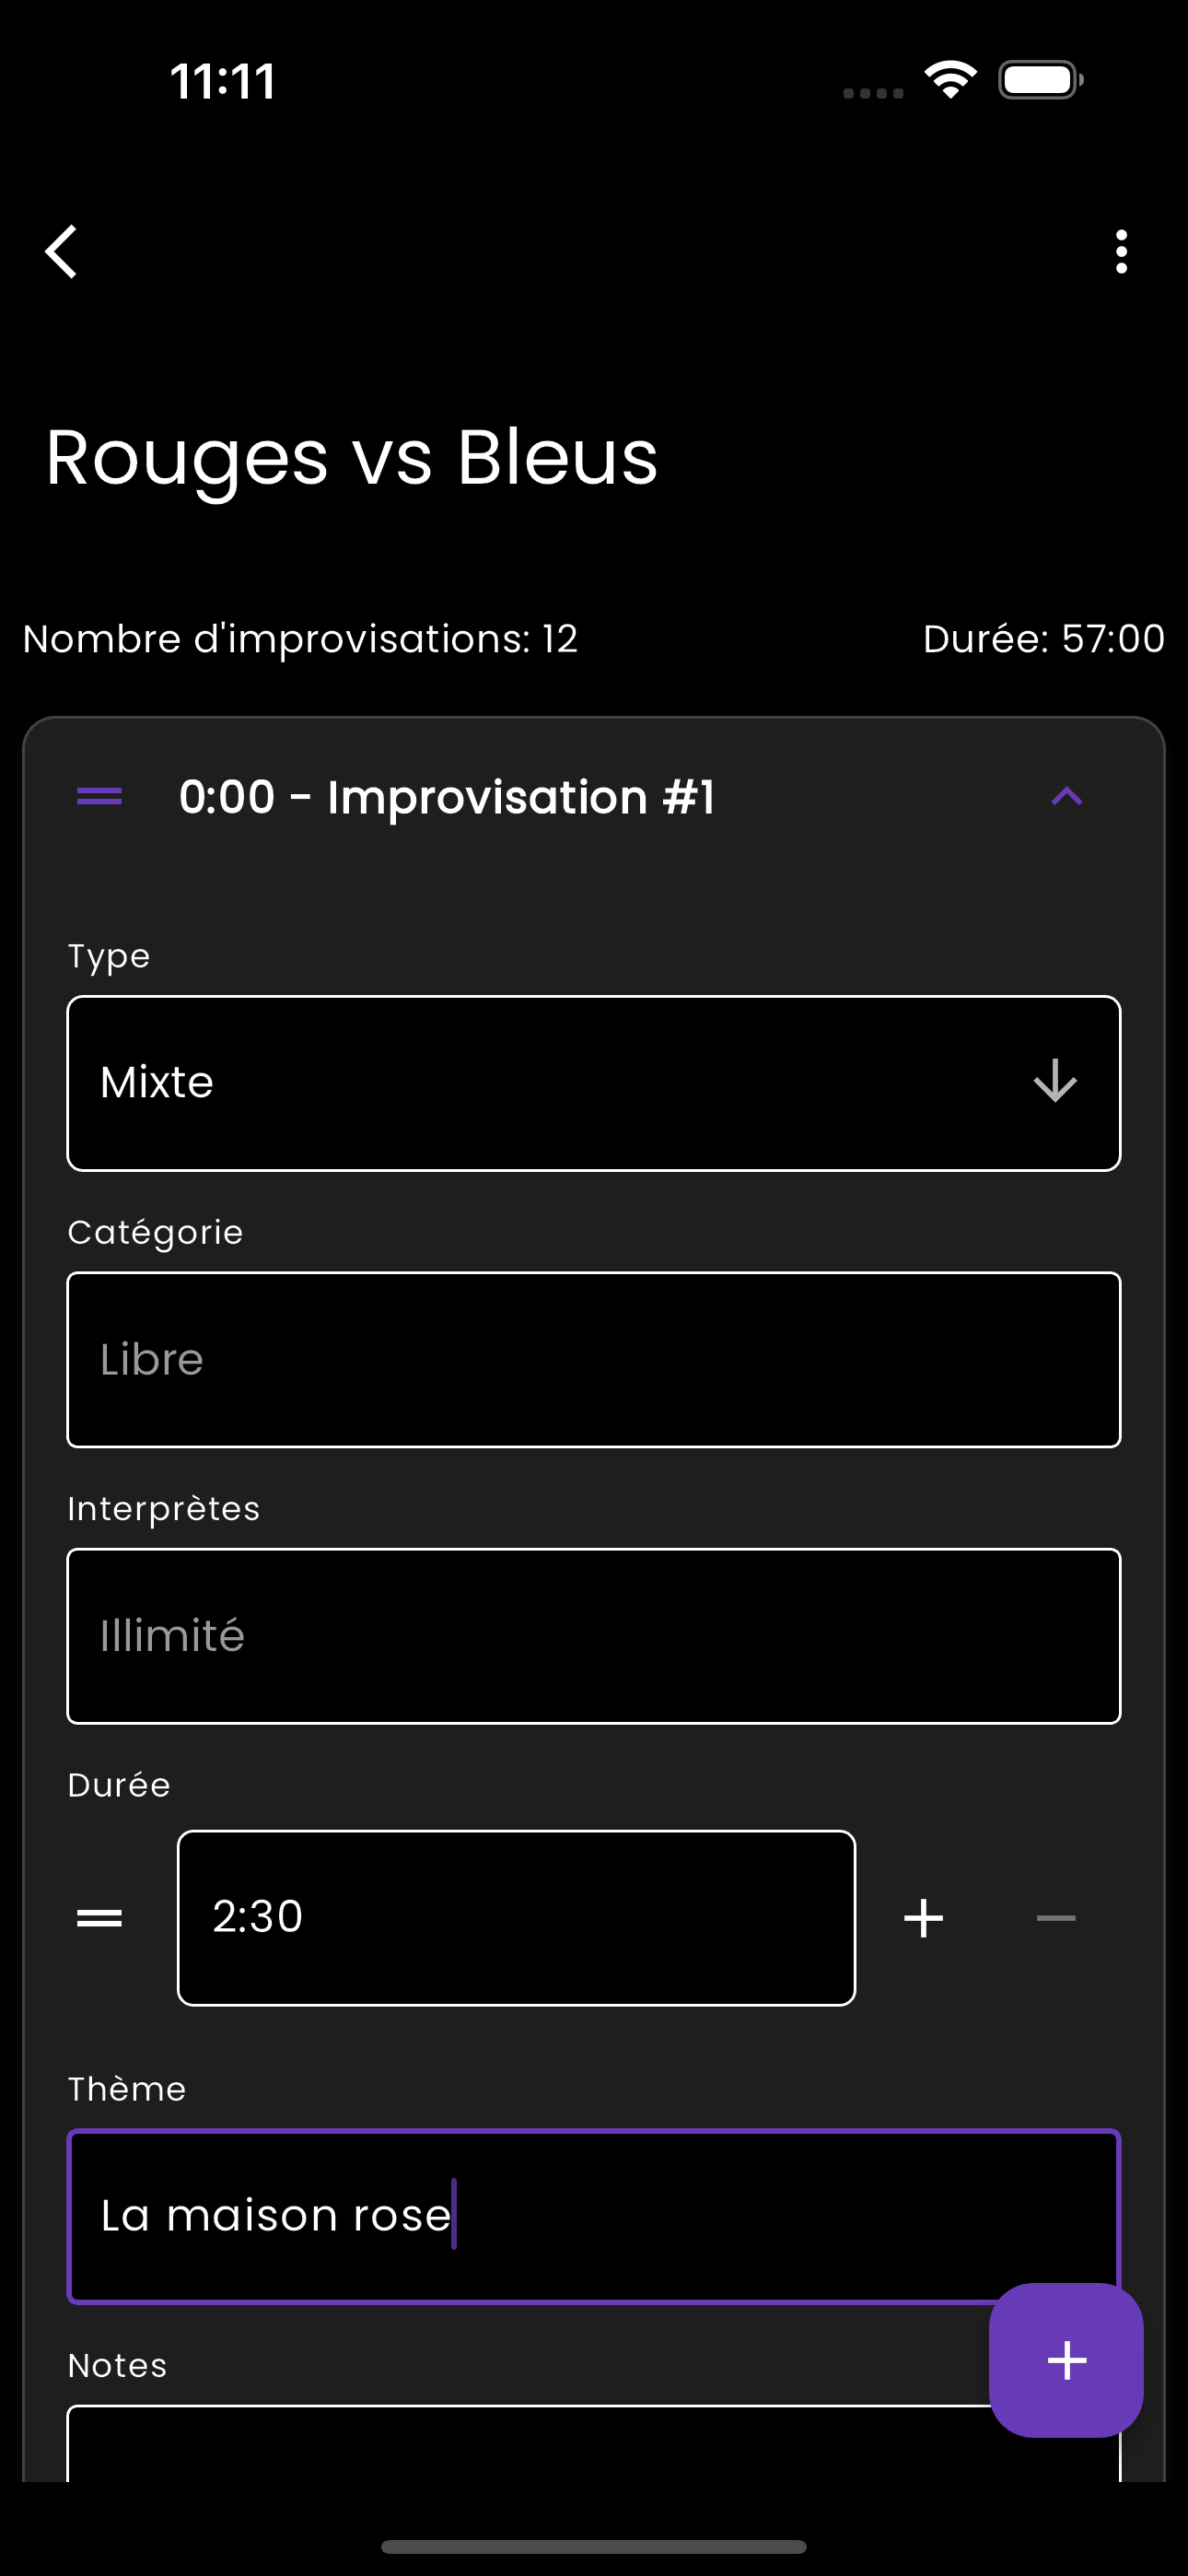 11:11
Rouges vs Bleus
Nombre d'improvisations: 12 Durée: 57:00
0:00 - Improvisation #1
Type
Mixte
Catégorie
Libre
Interprètes
Illimité
Durée
2:30
Thème
La maison rose
Notes